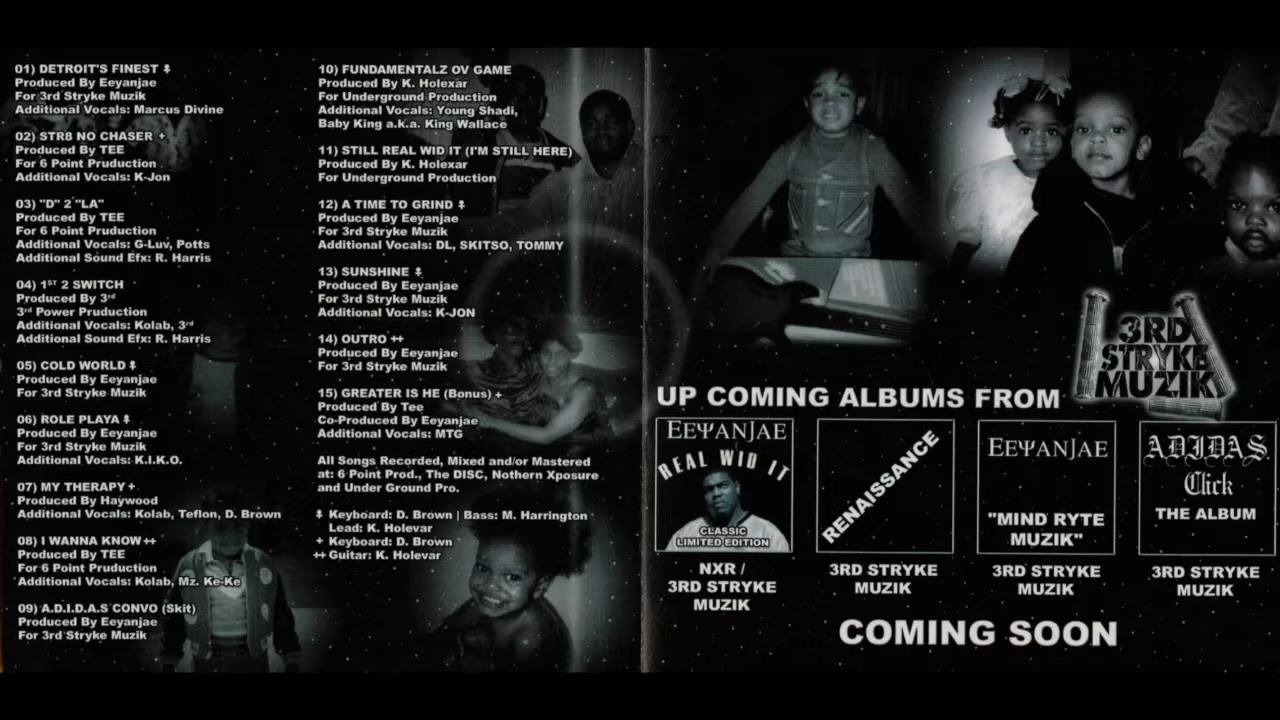 01) DETROIT'S FINEST
Produced By Eeyanjae
For 3rd Stryke Muzik
Additional Vocals: Marcus Divine
02) STR8 NO CHASER +
Produced By TEE
For 6 Point Pruduction
Additional Vocals: K-Jon
03) "D" 2 "LA"
Produced By TEE
For 6 Point Pruduction
Additional Vocals: G-Luv, Potts
Additional Sound Efx: R. Harris
04) 1ST 2 SWITCH
Produced By 3rd
3rd Power Pruduction
Additional Vocals: Kolab, 3rd
Additional Sound Efx: R. Harris
05) COLD WORLD
Produced By Eeyanjae
For 3rd Stryke Muzik
06) ROLE PLAYA
Produced By Eeyanjae
For 3rd Stryke Muzik
Additional Vocals: K.I.K.O.
07) MY THERAPY +
Produced By Haywood
Additional Vocals: Kolab, Teflon, D. Brown
08) I WANNA KNOW ++
Produced By TEE
For 6 Point Pruduction
Additional Vocals: Kolab, Mz. Ke-Ke
09) A.D.I.D.A.S CONVO (Skit)
Produced By Eeyanjae
For 3rd Stryke Muzik
10) FUNDAMENTALZ OV GAME
Produced By K. Holexar
For Underground Production
Additional Vocals: Young Shadi,
Baby King a.k.a. King Wallace
11) STILL REAL WID IT (I'M STILL HERE)
Produced By K. Holexar
For Underground Production
12) A TIME TO GRIND
Produced By Eeyanjae
For 3rd Stryke Muzik
Additional Vocals: DL, SKITSO, TOMMY
13) SUNSHINE
Produced By Eeyanjae
For 3rd Stryke Muzik
Additional Vocals: K-JON
14) OUTRO ++
Produced By Eeyanjae
For 3rd Stryke Muzik
15) GREATER IS HE (Bonus) +
Produced By Tee
Co-Produced By Eeyanjae
Additional Vocals: MTG
All Songs Recorded, Mixed and/or Mastered
at: 6 Point Prod., The DISC, Nothern Xposure
and Under Ground Pro.
Keyboard: D. Brown | Bass: M. Harrington
Lead: K. Holevar
+ Keyboard: D. Brown
++ Guitar: K. Holevar
3RD
STRYKE
MUZIK
UP COMING ALBUMS FROM
EEΨANJAE
REAL WID IT
CLASSIC
LIMITED EDITION
NXR /
3RD STRYKE
MUZIK
RENAISSANCE
3RD STRYKE
MUZIK
EEΨANJAE
"MIND RYTE
MUZIK"
3RD STRYKE
MUZIK
ADIDAS
Click
THE ALBUM
3RD STRYKE
MUZIK
COMING SOON